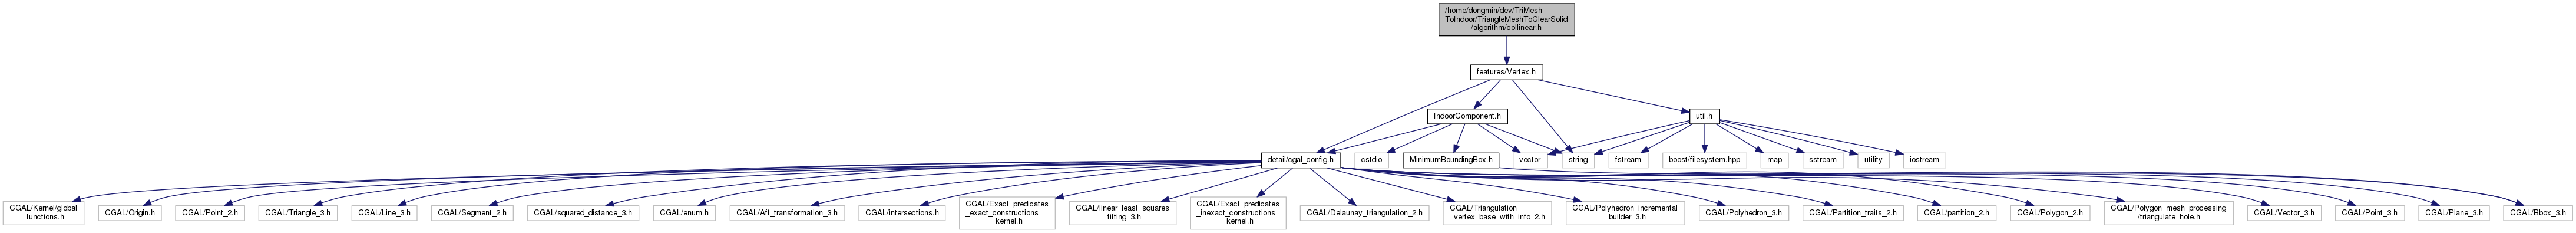 /home/dongmin/dev/TriMesh
ToIndoor/TriangleMeshToClearSolid
/algorithm/collinear.h
features/Vertex.h
IndoorComponent.h
util.h
detail/cgal_config.h
cstdio
MinimumBoundingBox.h
vector
string
fstream
boost/filesystem.hpp
map
sstream
utility
iostream
CGAL/Kernel/global
_functions.h
CGAL/Origin.h
CGAL/Point_2.h
CGAL/Triangle_3.h
CGAL/Line_3.h
CGAL/Segment_2.h
CGAL/squared_distance_3.h
CGAL/enum.h
CGAL/Aff_transformation_3.h
CGAL/intersections.h
CGAL/Exact_predicates
_exact_constructions
_kernel.h
CGAL/linear_least_squares
_fitting_3.h
CGAL/Exact_predicates
_inexact_constructions
_kernel.h
CGAL/Delaunay_triangulation_2.h
CGAL/Triangulation
_vertex_base_with_info_2.h
CGAL/Polyhedron_incremental
_builder_3.h
CGAL/Polyhedron_3.h
CGAL/Partition_traits_2.h
CGAL/partition_2.h
CGAL/Polygon_2.h
CGAL/Polygon_mesh_processing
/triangulate_hole.h
CGAL/Vector_3.h
CGAL/Point_3.h
CGAL/Plane_3.h
CGAL/Bbox_3.h